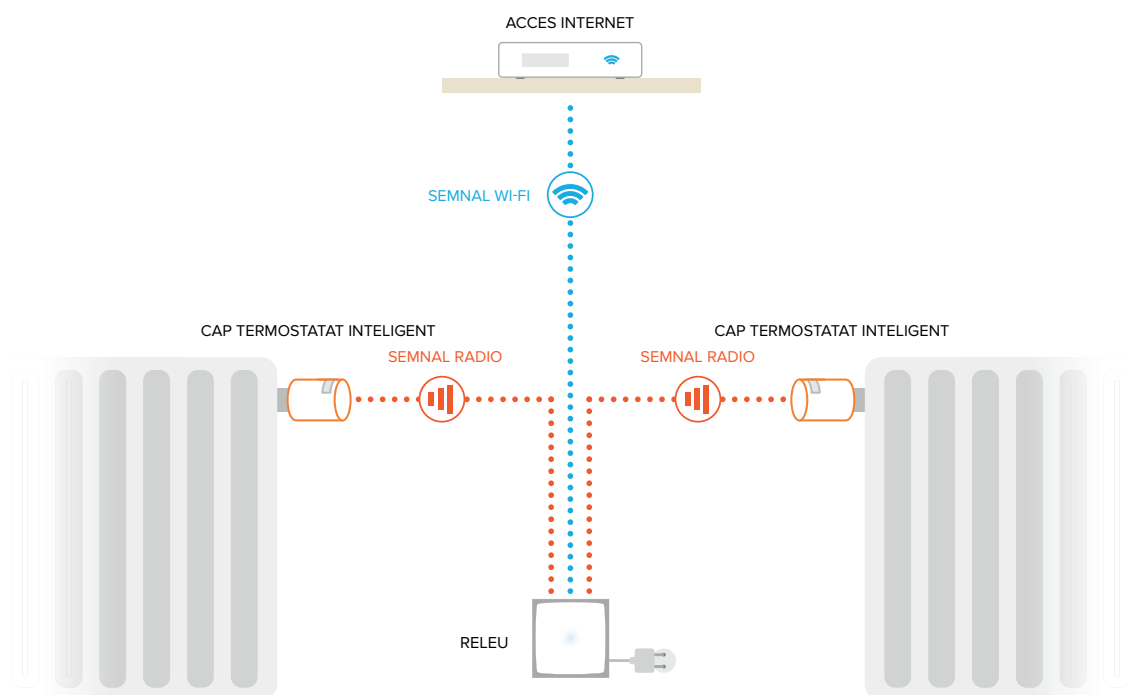 ACCES INTERNET
SEMNAL WI-FI
CAP TERMOSTATAT INTELIGENT
CAP TERMOSTATAT INTELIGENT
SEMNAL RADIO
SEMNAL RADIO
RELEU